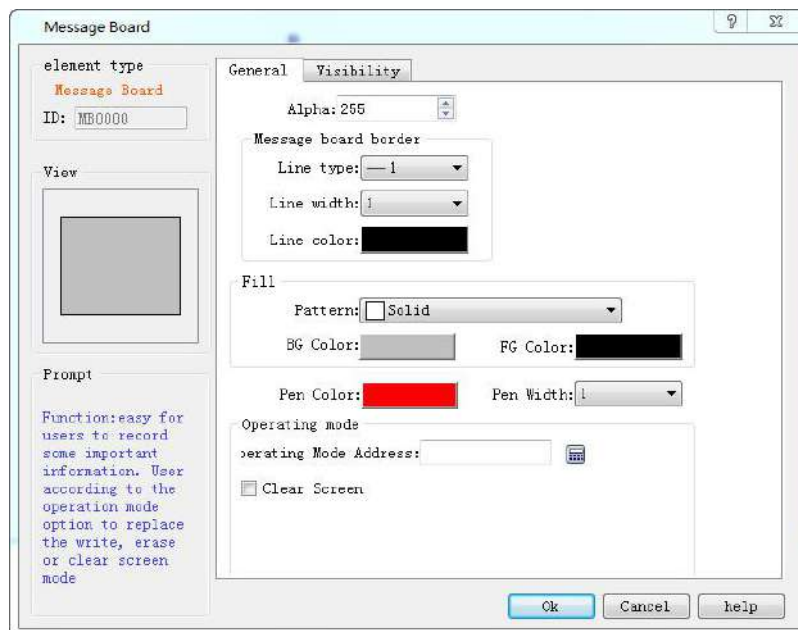 Message Board
element type
Message Board
ID: MB0000
View
Prompt
Function:easy for
users to record
some important
information. User
according to the
operation mode
option to replace
the write, erase
or clear screen
mode
General Visibility
Alpha: 255
Message board border
Line type: 1
Line width: 1
Line color:
Fill
Pattern: Solid
BG Color: FG Color:
Pen Color: Pen Width: 1
Operating mode
erating Mode Address:
Clear Screen
Ok Cancel help